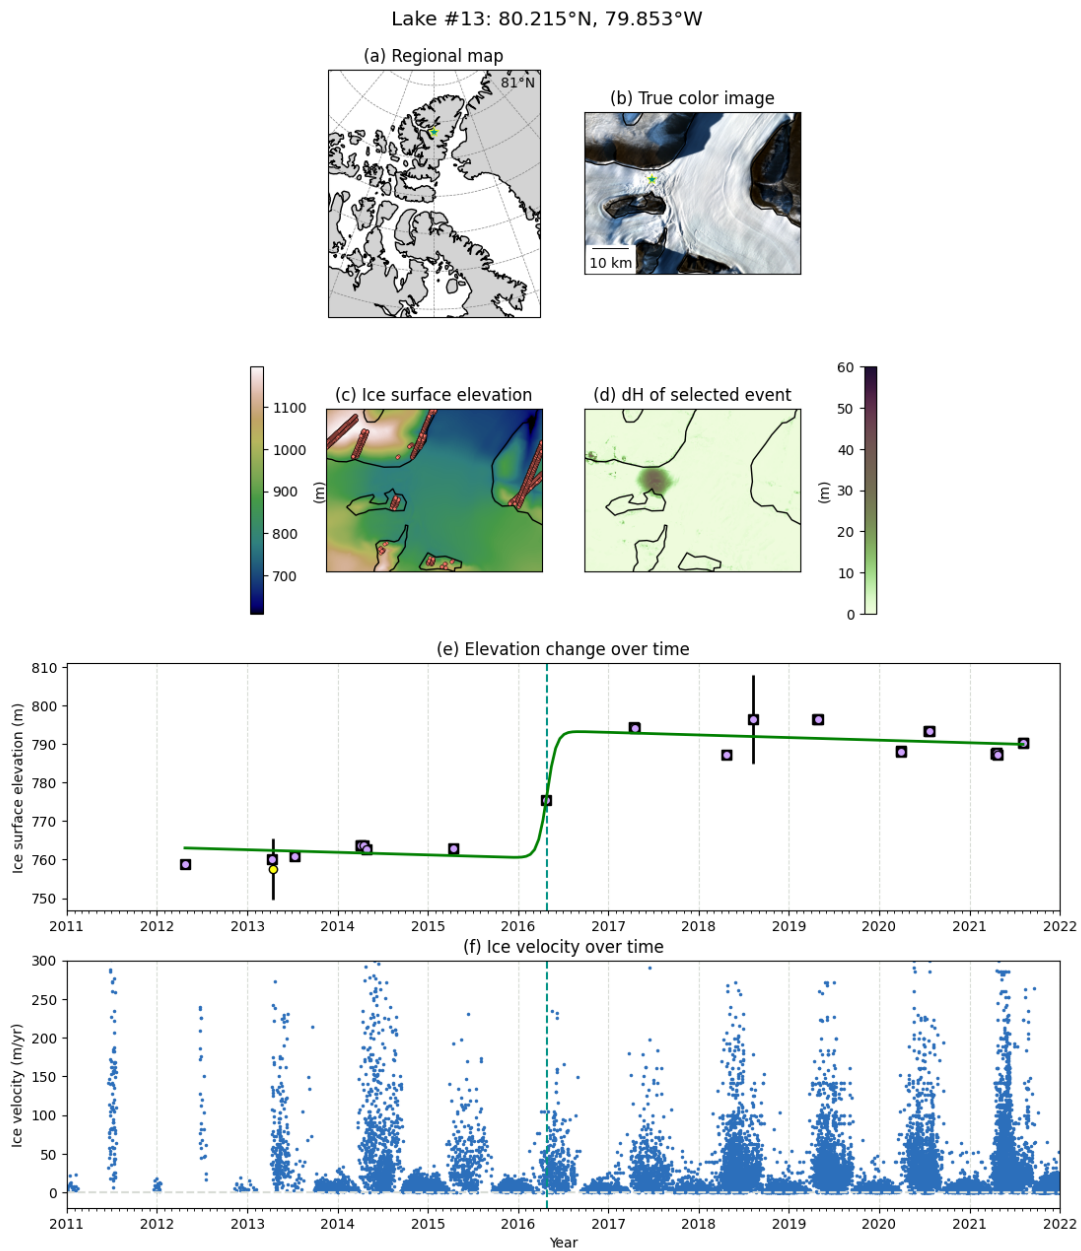 Lake #13: 80.215°N, 79.853°W
(a) Regional map
81°N
(b) True color image
10 km
(c) Ice surface elevation
1100
1000
900
800
700
(m)
(d) dH of selected event
60
50
40
30
20
10
0
(m)
(e) Elevation change over time
810
800
790
780
770
760
750
Ice surface elevation (m)
2011 2012 2013 2014 2015 2016 2017 2018 2019 2020 2021 2022
(f) Ice velocity over time
300
250
200
150
100
50
0
Ice velocity (m/yr)
2011 2012 2013 2014 2015 2016 2017 2018 2019 2020 2021 2022
Year